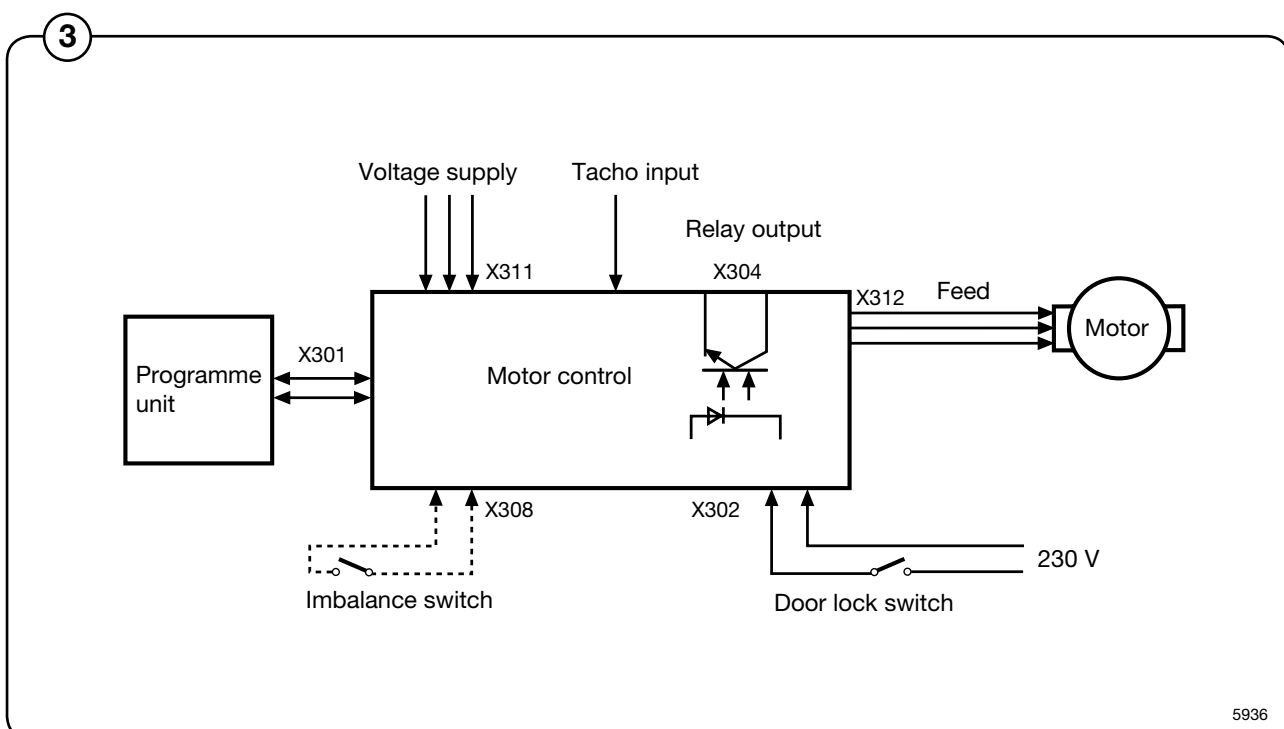 3
Voltage supply
Tacho input
Relay output
X311
X304
X312
Feed
Motor
Programme
unit
X301
Motor control
X308
X302
230 V
Imbalance switch
Door lock switch
5936